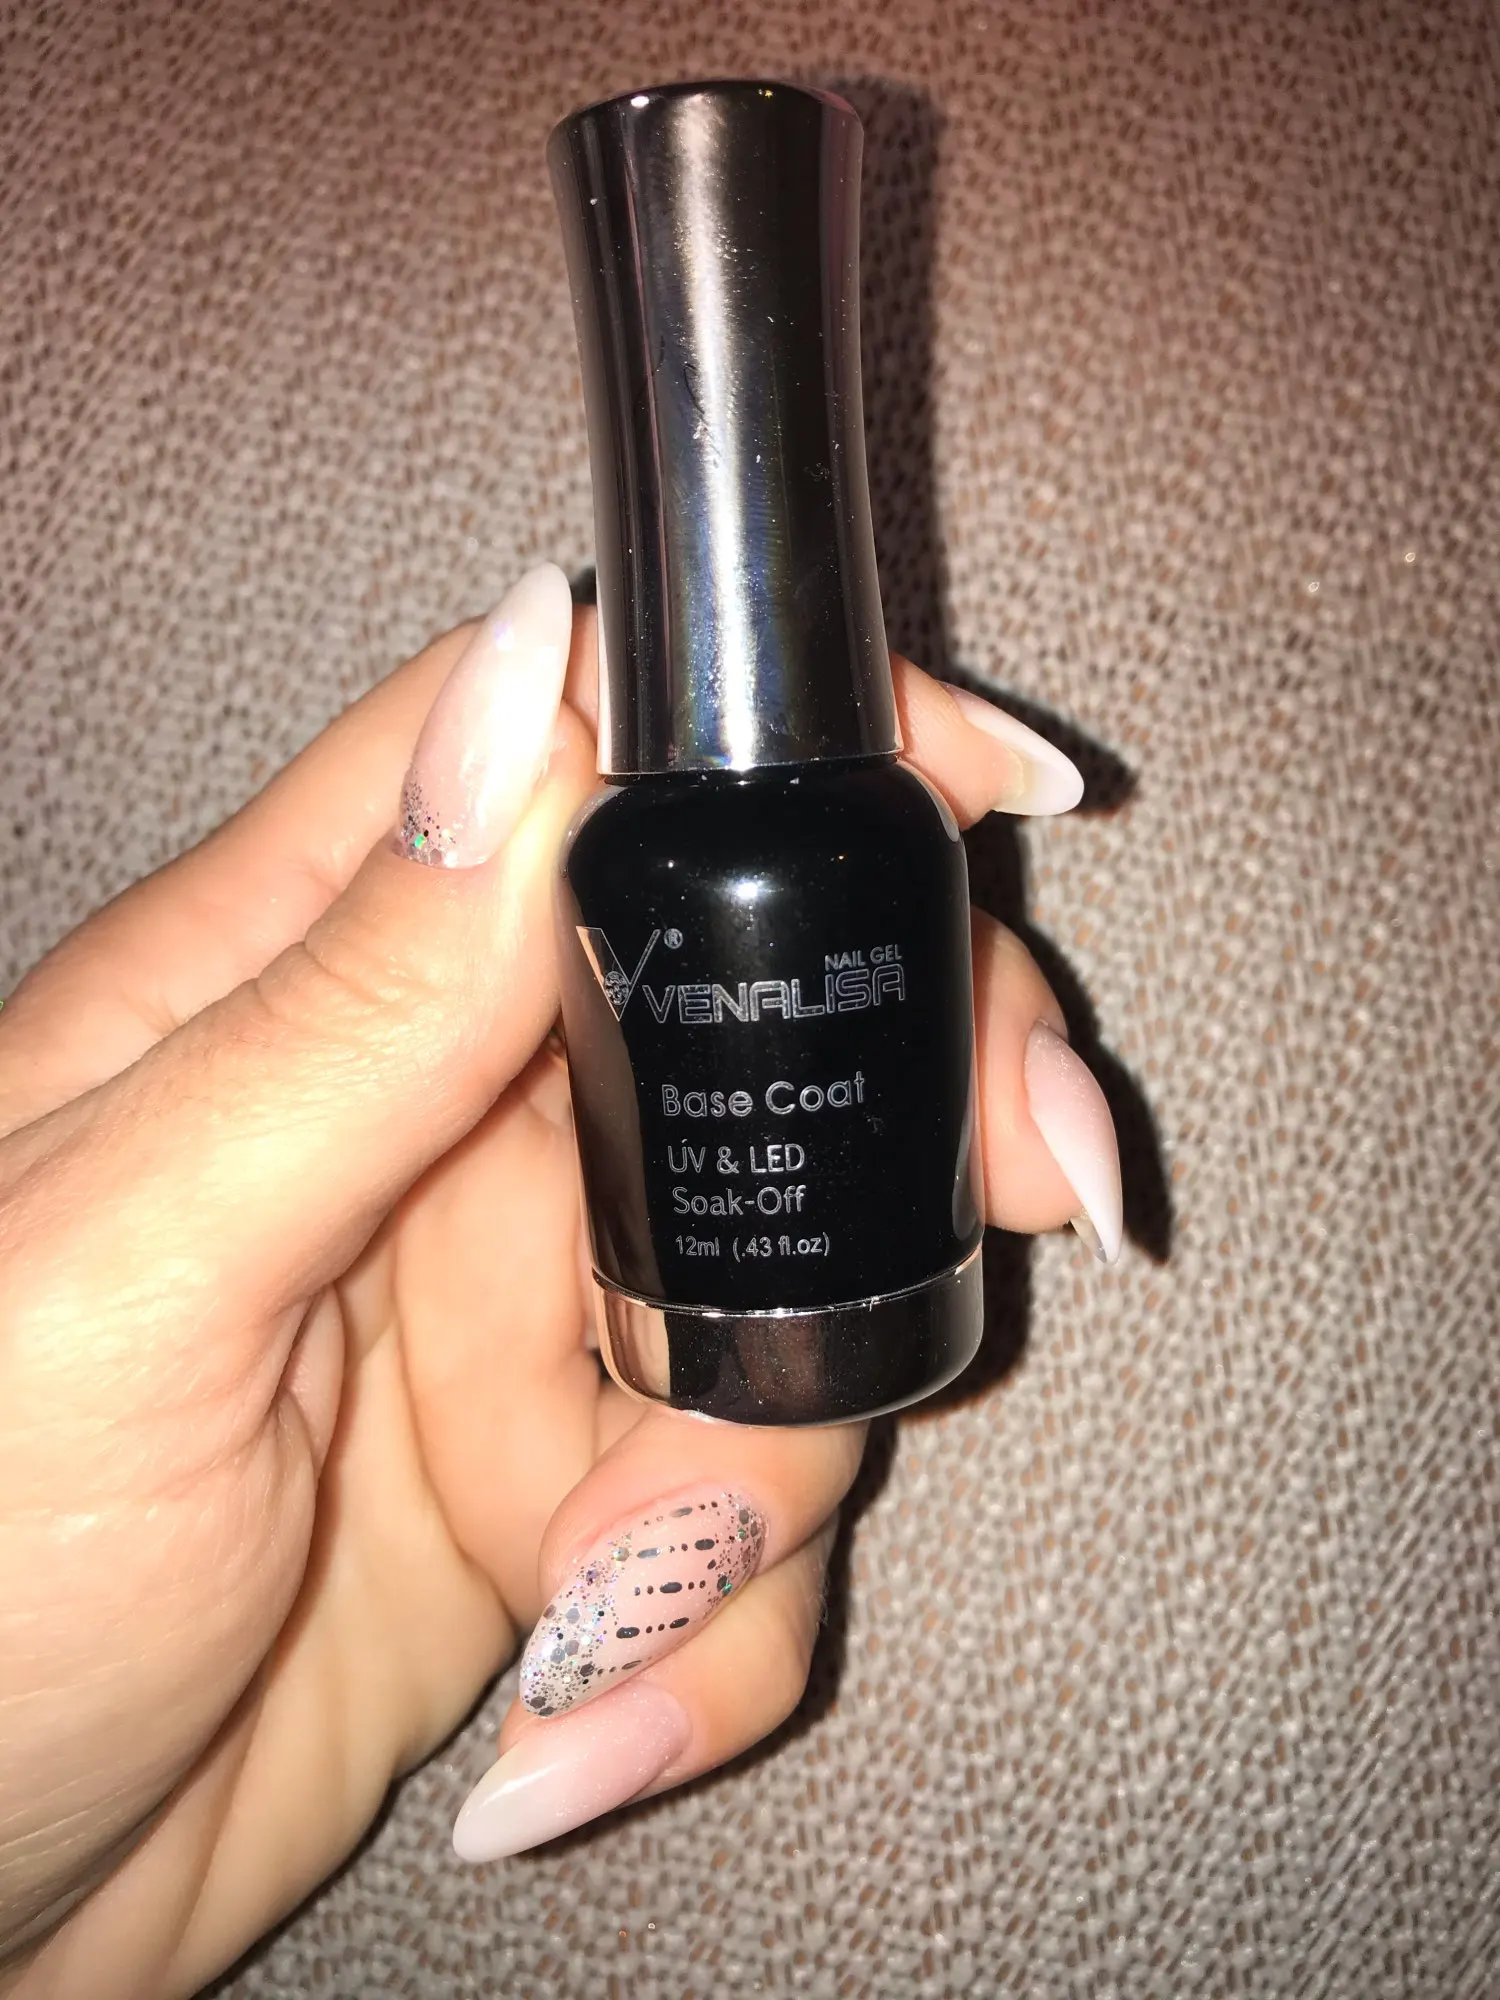 V®
NAIL GEL
VENALISA
Base Coat
UV & LED
Soak-Off
12ml (.43 fl.oz)